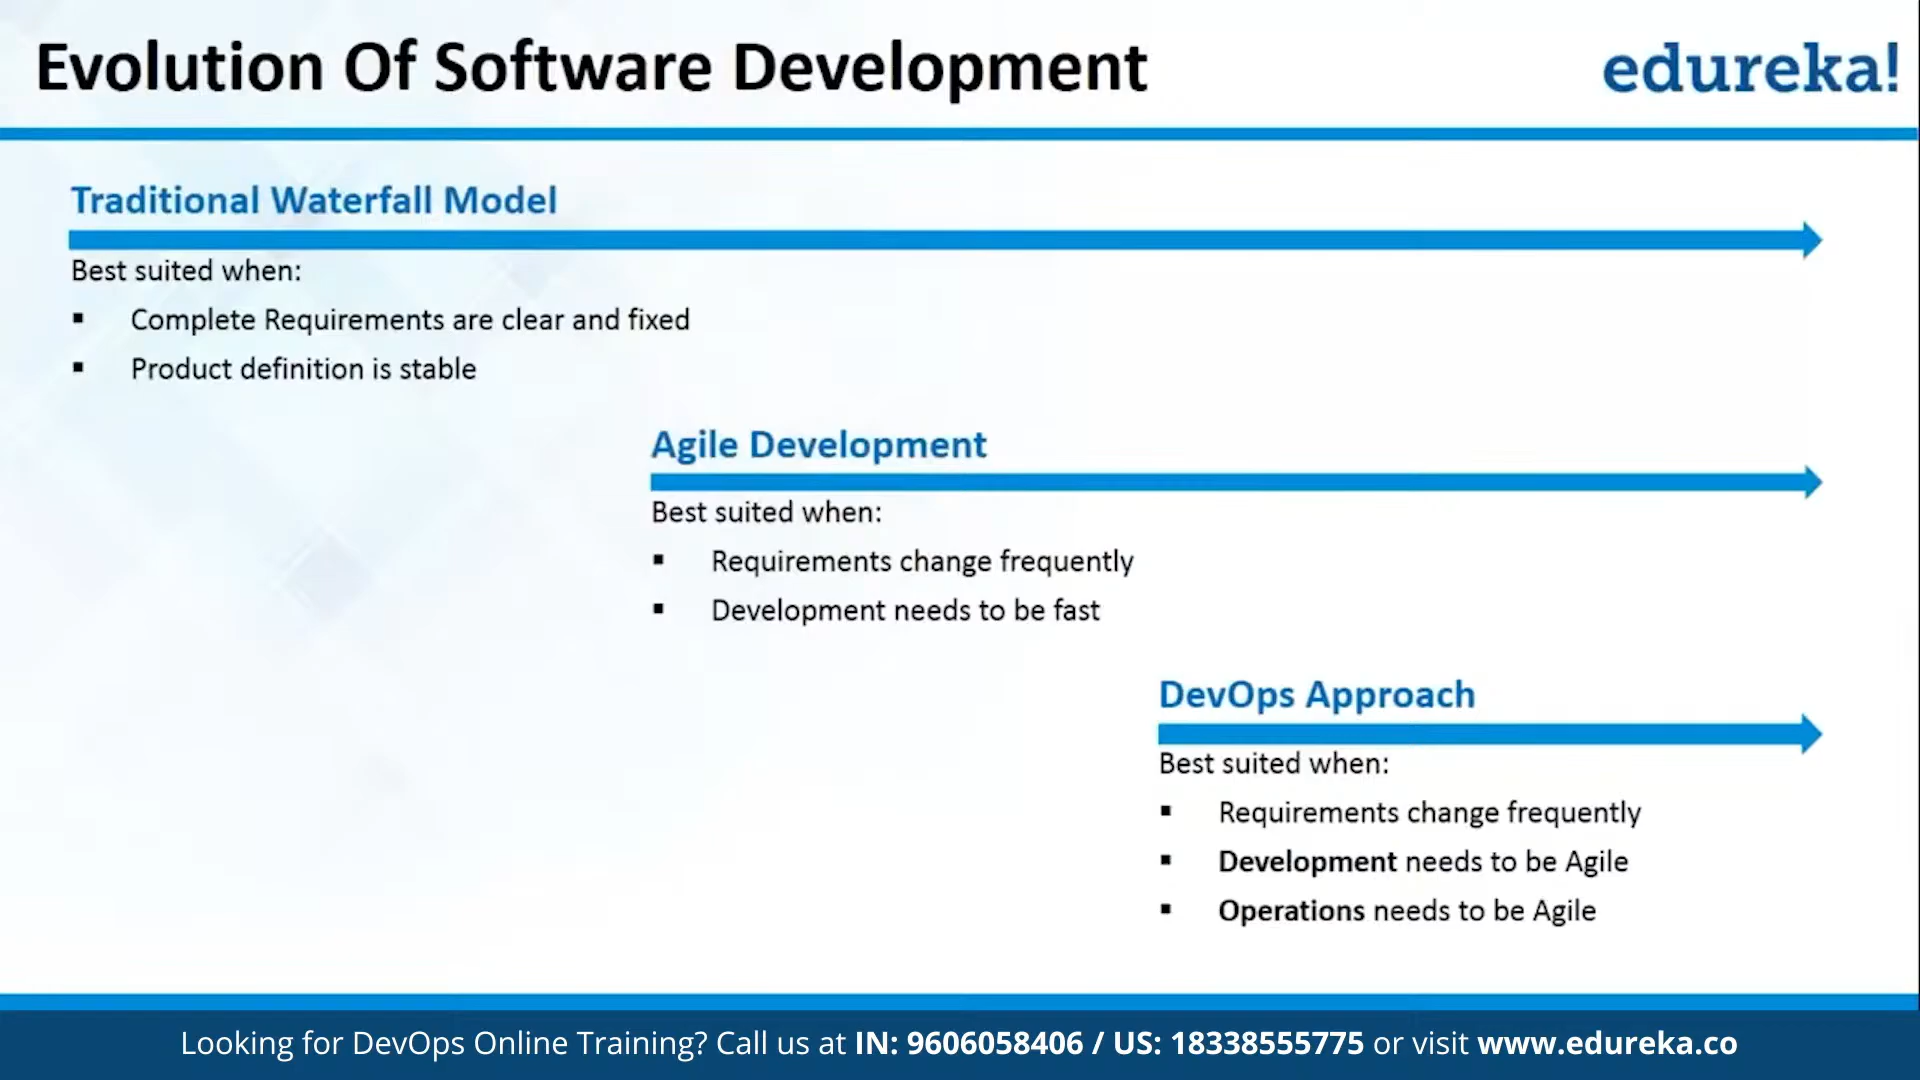 Evolution Of Software Development
edureka!
Traditional Waterfall Model
Best suited when:
▪ Complete Requirements are clear and fixed
▪ Product definition is stable
Agile Development
Best suited when:
▪ Requirements change frequently
▪ Development needs to be fast
DevOps Approach
Best suited when:
▪ Requirements change frequently
▪ Development needs to be Agile
▪ Operations needs to be Agile
Looking for DevOps Online Training? Call us at IN: 9606058406 / US: 18338555775 or visit www.edureka.co